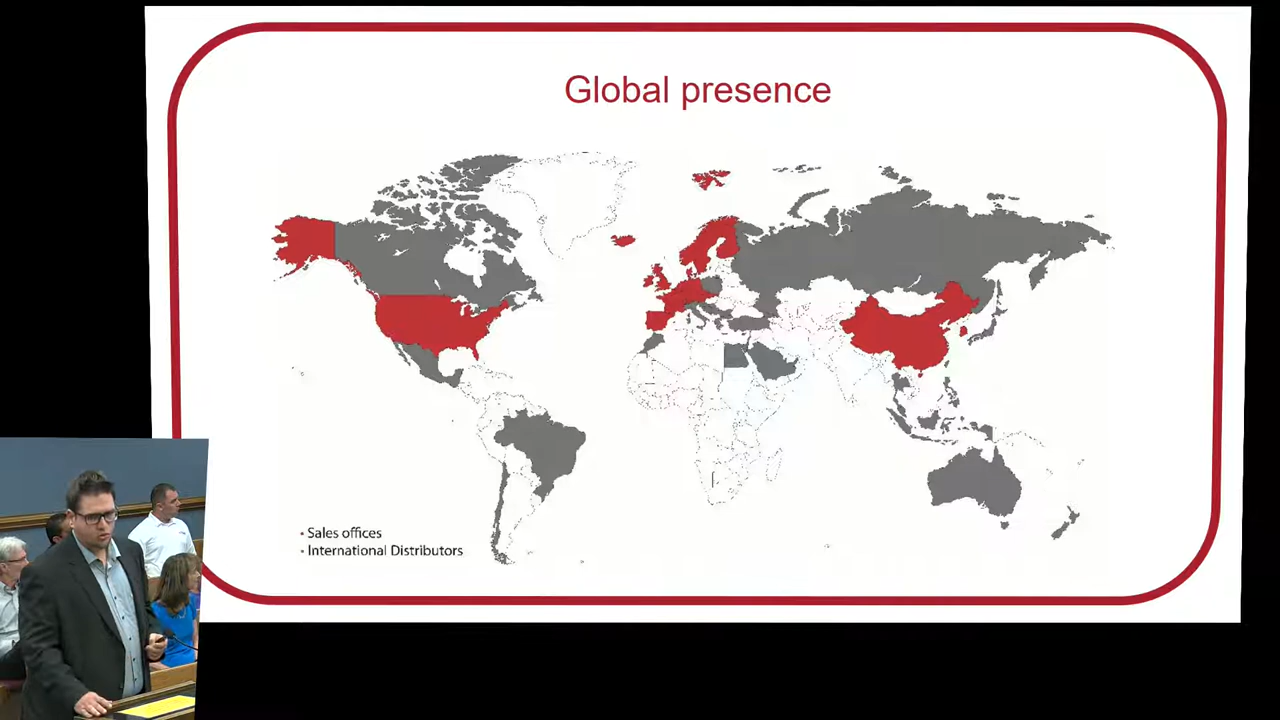 Global presence
• Sales offices
• International Distributors